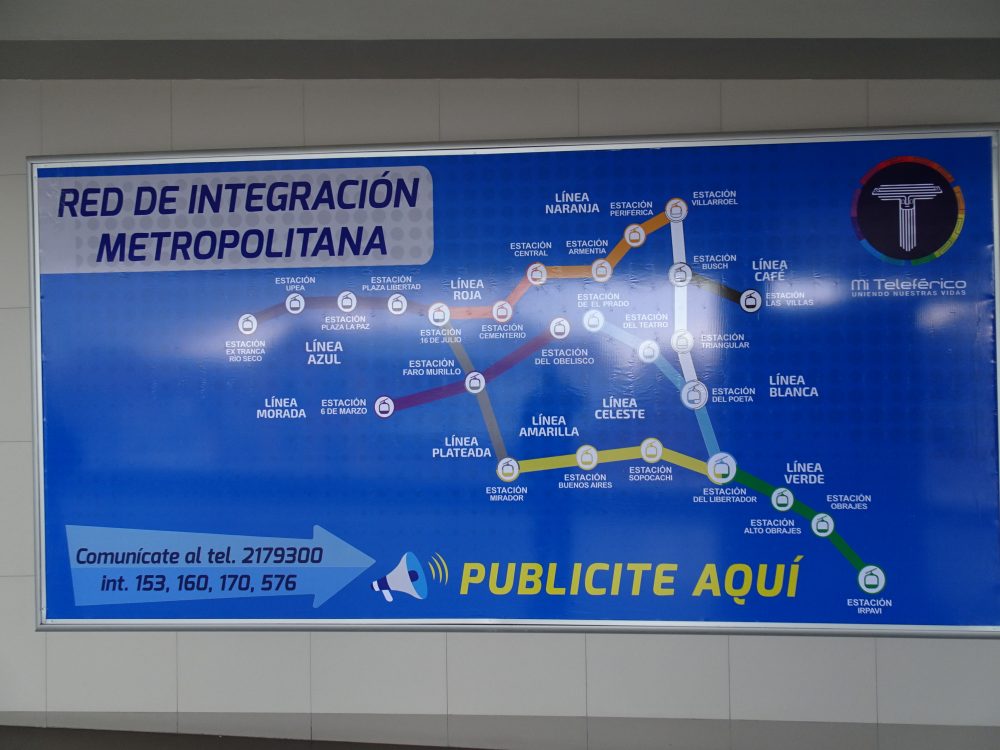 RED DE INTEGRACIÓN
METROPOLITANA
LÍNEA
NARANJA
ESTACIÓN
PERIFÉRICA
ESTACIÓN
VILLARROEL
ESTACIÓN
CENTRAL
ESTACIÓN
ARMENTIA
ESTACIÓN
BUSCH
LÍNEA
CAFÉ
ESTACIÓN
LAS VILLAS
Mi Teleférico
UNIENDO NUESTRAS VIDAS
ESTACIÓN
UPEA
ESTACIÓN
PLAZA LIBERTAD
LÍNEA
ROJA
ESTACIÓN
DE EL PRADO
ESTACIÓN
DEL TEATRO
ESTACIÓN
EX TRANCA
RÍO SECO
ESTACIÓN
PLAZA LA PAZ
LÍNEA
AZUL
ESTACIÓN
16 DE JULIO
ESTACIÓN
CEMENTERIO
ESTACIÓN
TRIANGULAR
ESTACIÓN
FARO MURILLO
ESTACIÓN
DEL OBELISCO
LÍNEA
MORADA
ESTACIÓN
6 DE MARZO
LÍNEA
CELESTE
ESTACIÓN
DEL POETA
LÍNEA
BLANCA
LÍNEA
PLATEADA
LÍNEA
AMARILLA
ESTACIÓN
MIRADOR
ESTACIÓN
BUENOS AIRES
ESTACIÓN
SOPOCACHI
ESTACIÓN
DEL LIBERTADOR
LÍNEA
VERDE
ESTACIÓN
ALTO OBRAJES
ESTACIÓN
OBRAJES
ESTACIÓN
IRPAVI
Comunícate al tel. 2179300
int. 153, 160, 170, 576
PUBLICITE AQUÍ